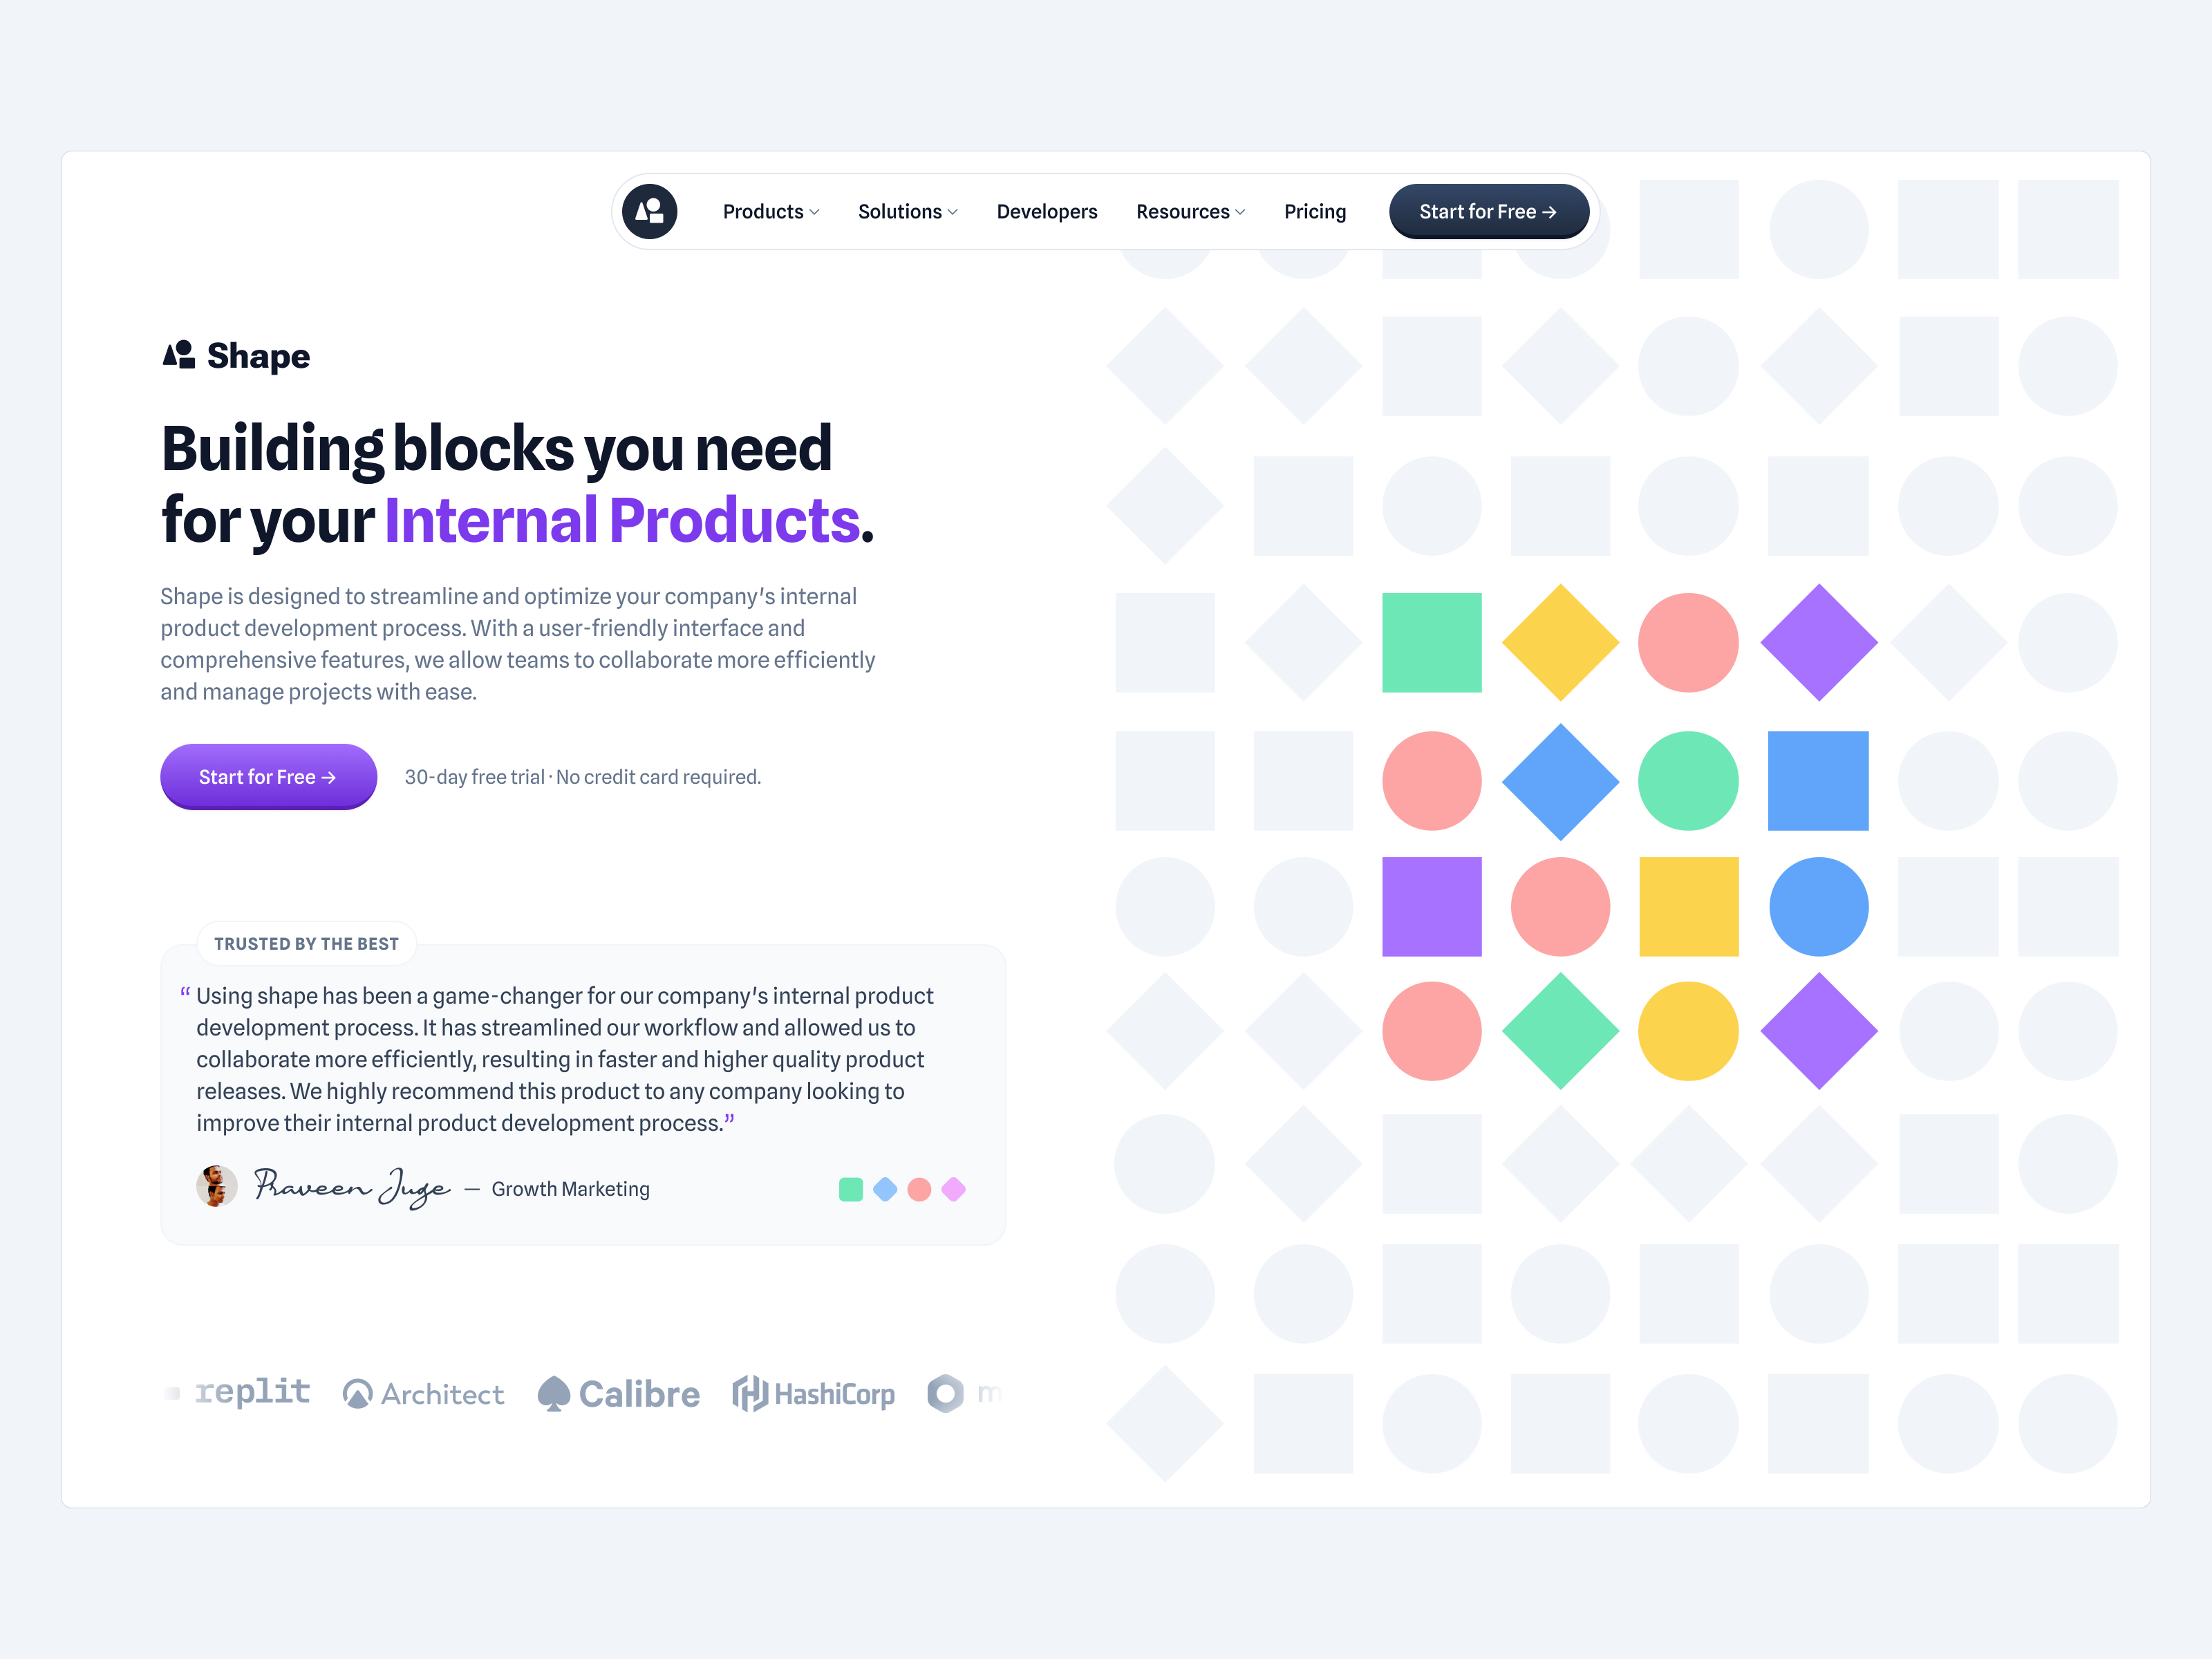 Products
Solutions
Developers
Resources
Pricing
Start for Free →
Shape
Building blocks you need
for your Internal Products.
Shape is designed to streamline and optimize your company's internal
product development process. With a user-friendly interface and
comprehensive features, we allow teams to collaborate more efficiently
and manage projects with ease.
Start for Free →
30-day free trial · No credit card required.
TRUSTED BY THE BEST
“ Using shape has been a game-changer for our company's internal product
development process. It has streamlined our workflow and allowed us to
collaborate more efficiently, resulting in faster and higher quality product
releases. We highly recommend this product to any company looking to
improve their internal product development process.”
Praveen Juge — Growth Marketing
replit
Architect
Calibre
HashiCorp